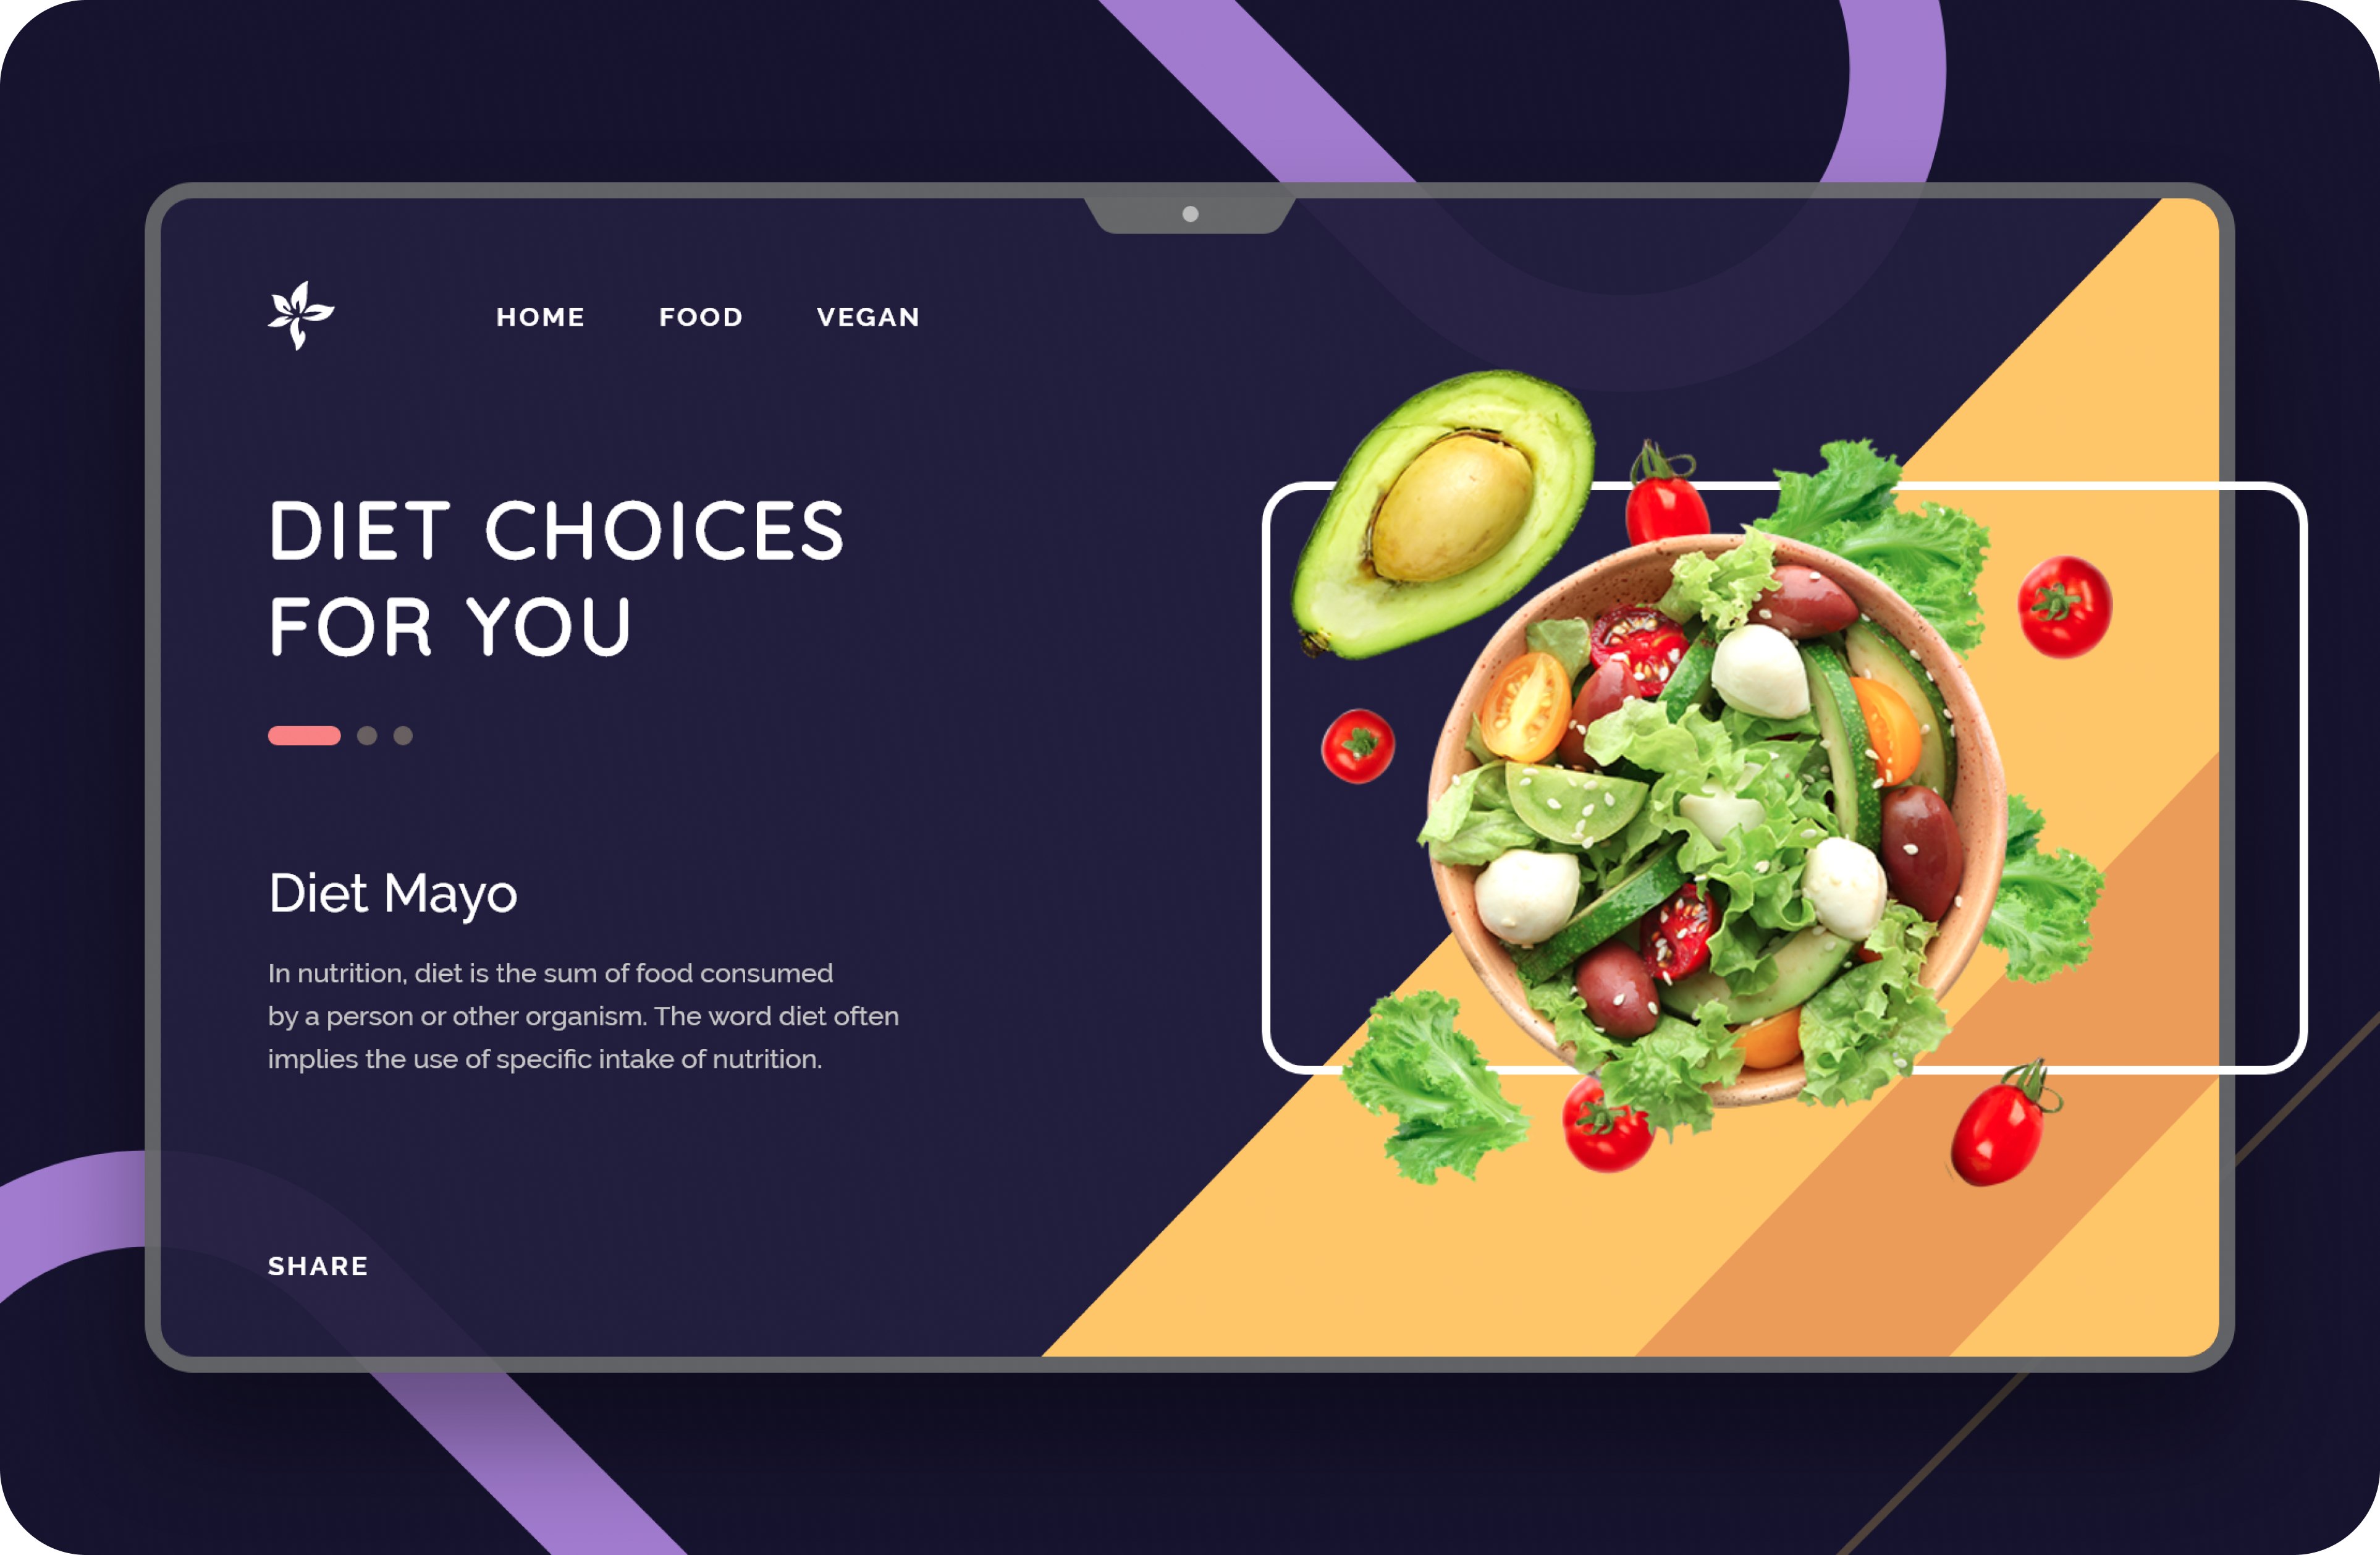 HOME FOOD VEGAN
DIET CHOICES
FOR YOU
Diet Mayo
In nutrition, diet is the sum of food consumed
by a person or other organism. The word diet often
implies the use of specific intake of nutrition.
SHARE